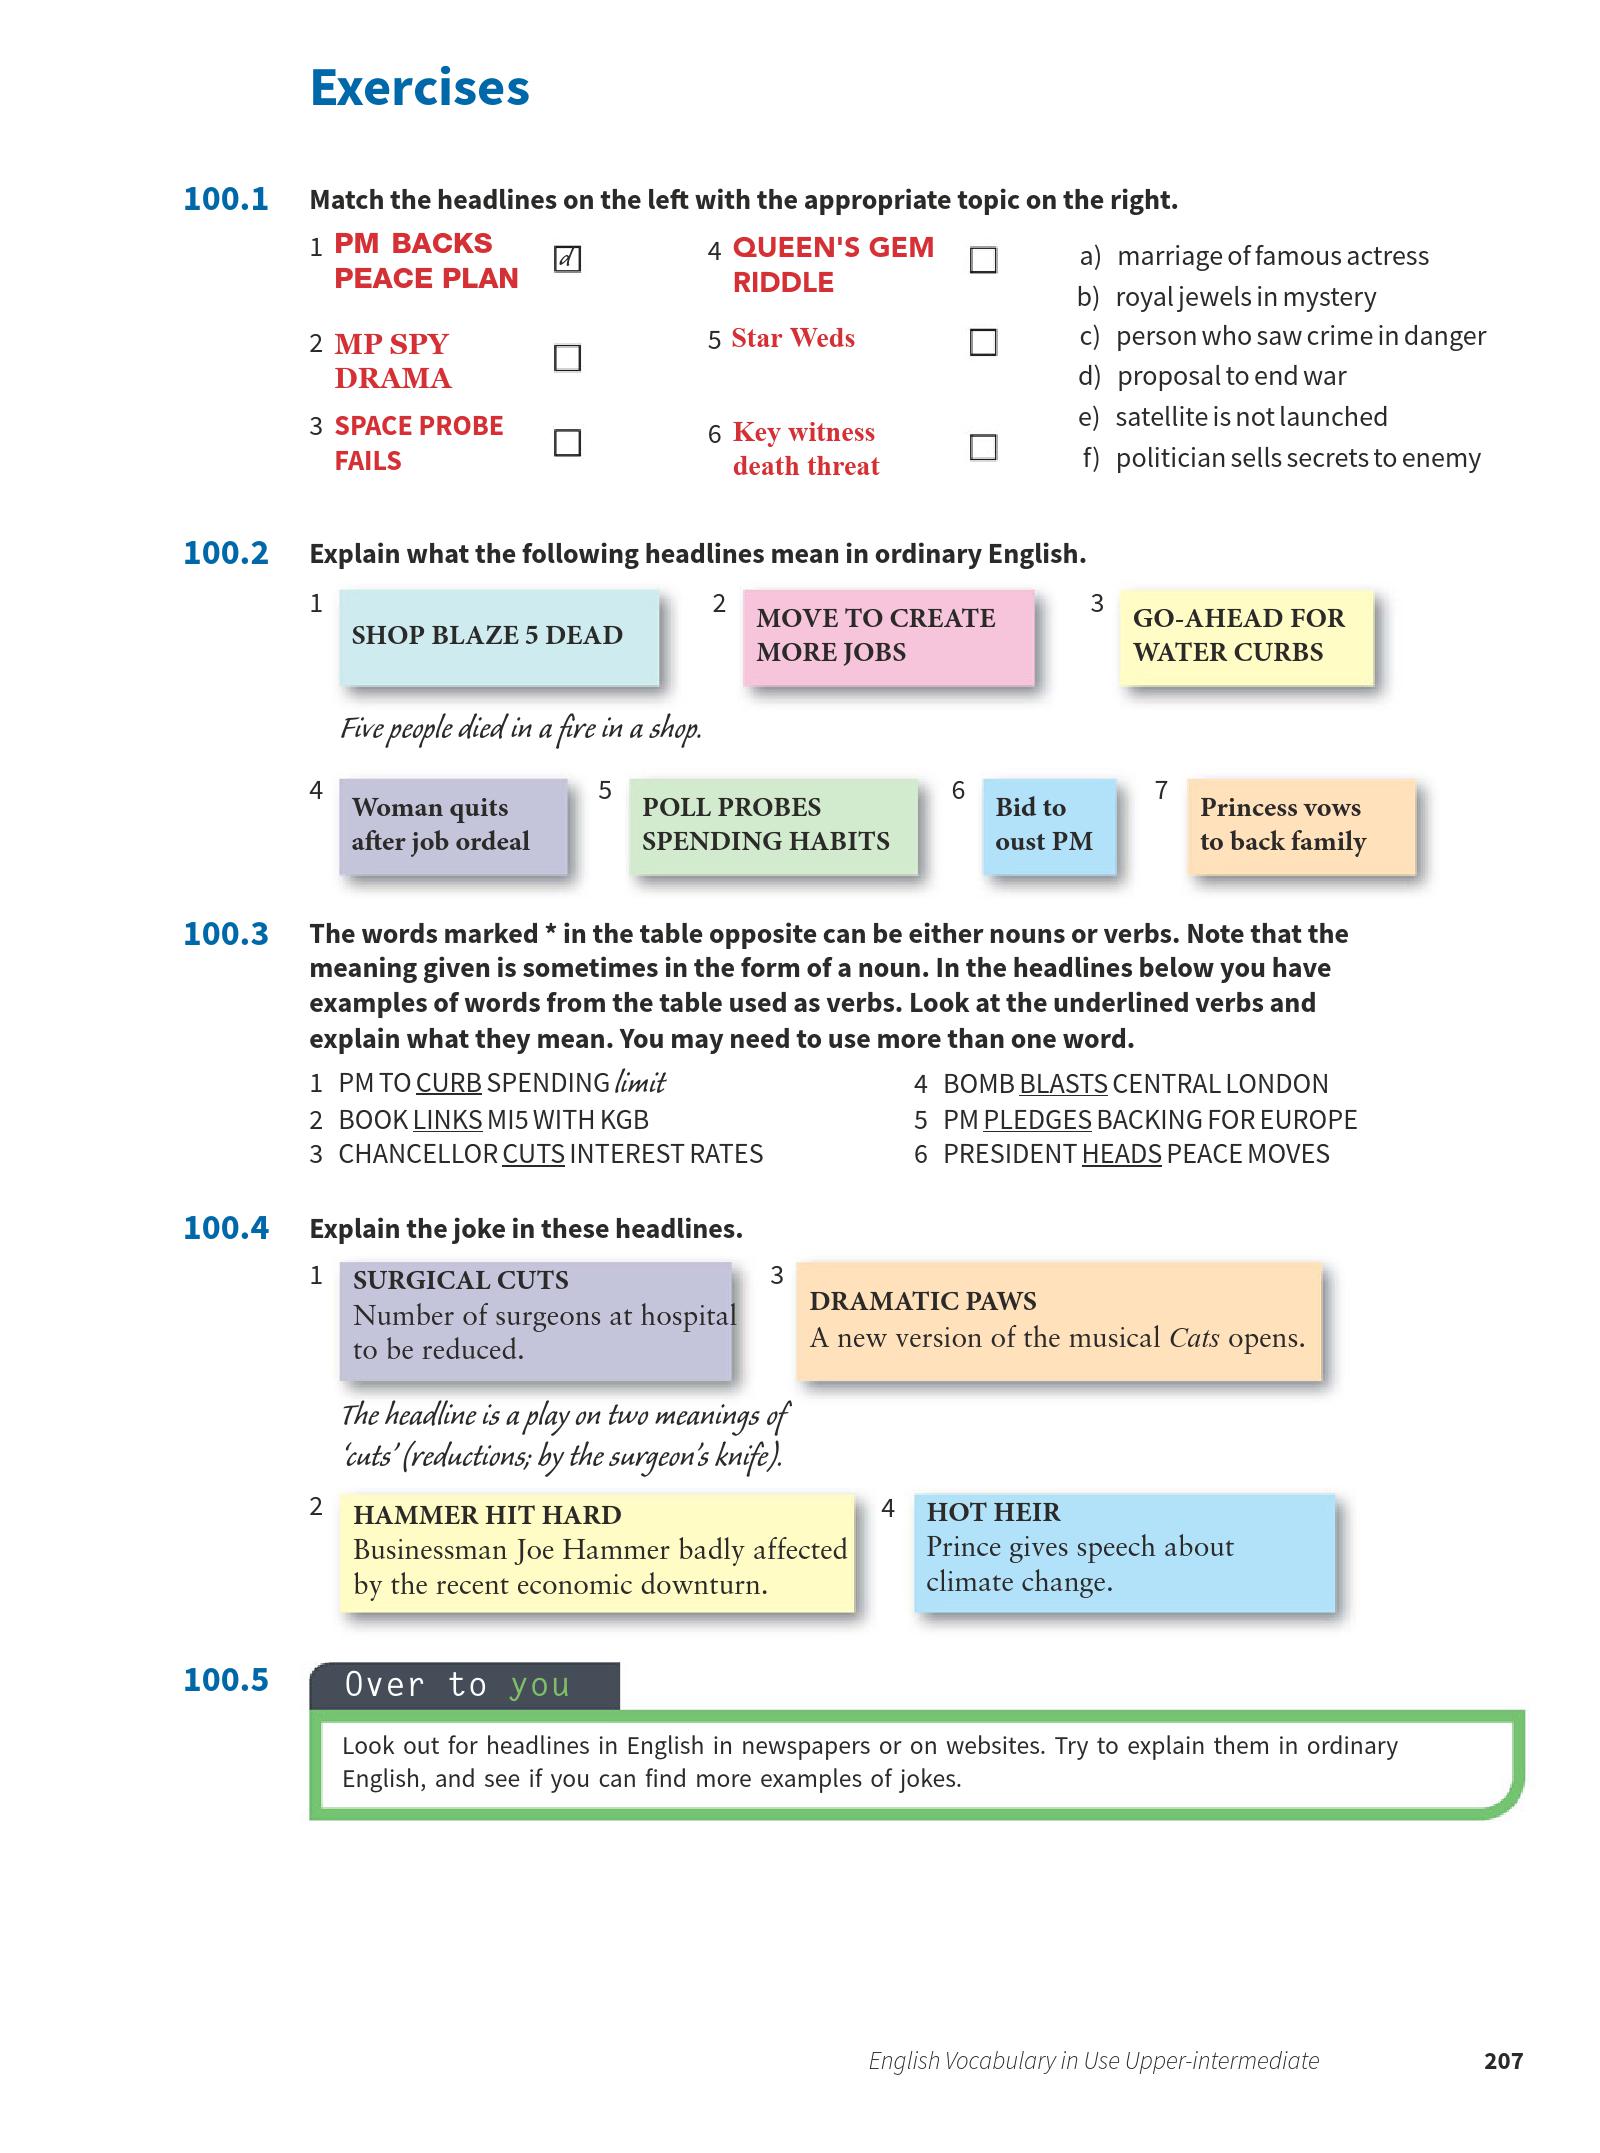 Exercises
100.1 Match the headlines on the left with the appropriate topic on the right.
1 PM BACKS
PEACE PLAN
d
2 MP SPY
DRAMA
3 SPACE PROBE
FAILS
4 QUEEN'S GEM
RIDDLE
5 Star Weds
6 Key witness
death threat
a) marriage of famous actress
b) royal jewels in mystery
c) person who saw crime in danger
d) proposal to end war
e) satellite is not launched
f) politician sells secrets to enemy
100.2 Explain what the following headlines mean in ordinary English.
1 SHOP BLAZE 5 DEAD
Five people died in a fire in a shop.
2 MOVE TO CREATE
MORE JOBS
3 GO-AHEAD FOR
WATER CURBS
4 Woman quits
after job ordeal
5 POLL PROBES
SPENDING HABITS
6 Bid to
oust PM
7 Princess vows
to back family
100.3 The words marked * in the table opposite can be either nouns or verbs. Note that the
meaning given is sometimes in the form of a noun. In the headlines below you have
examples of words from the table used as verbs. Look at the underlined verbs and
explain what they mean. You may need to use more than one word.
1 PM TO CURB SPENDING limit
2 BOOK LINKS MI5 WITH KGB
3 CHANCELLOR CUTS INTEREST RATES
4 BOMB BLASTS CENTRAL LONDON
5 PM PLEDGES BACKING FOR EUROPE
6 PRESIDENT HEADS PEACE MOVES
100.4 Explain the joke in these headlines.
1 SURGICAL CUTS
Number of surgeons at hospital
to be reduced.
The headline is a play on two meanings of
‘cuts’ (reductions; by the surgeon’s knife).
3 DRAMATIC PAWS
A new version of the musical Cats opens.
2 HAMMER HIT HARD
Businessman Joe Hammer badly affected
by the recent economic downturn.
4 HOT HEIR
Prince gives speech about
climate change.
100.5 Over to you
Look out for headlines in English in newspapers or on websites. Try to explain them in ordinary
English, and see if you can find more examples of jokes.
English Vocabulary in Use Upper-intermediate 207